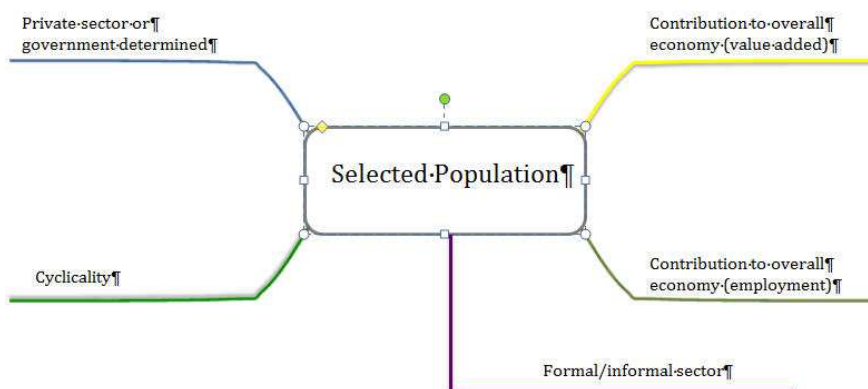 Private sector or
government determined
Contribution to overall
economy (value added)
Selected Population
Cyclicality
Contribution to overall
economy (employment)
Formal/informal sector